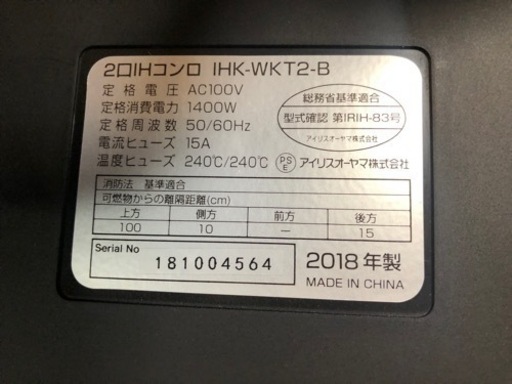 2口IHコンロ IHK-WKT2-B
定格電圧 AC100V
定格消費電力 1400W
定格周波数 50/60Hz
電流ヒューズ 15A
温度ヒューズ 240℃/240℃
総務省基準適合
型式確認 第IRIH-83号
アイリスオーヤマ株式会社
PS
E
アイリスオーヤマ株式会社
消防法 基準適合
可燃物からの離隔距離(cm)
上方 側方 前方 後方
100 10 - 15
Serial No
181004564
2018年製
MADE IN CHINA